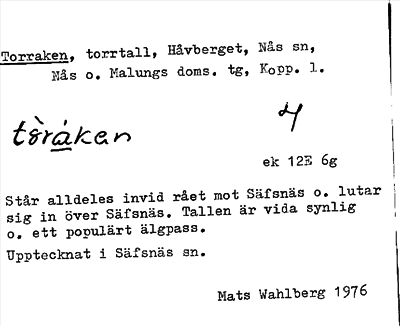 Torraken, torrtall, Håvberget, Nås sn,
Nås o. Malungs doms. tg, Kopp. l.
4
ek 12E 6g
Står alldeles invid rået mot Säfsnäs o. lutar
sig in över Säfsnäs. Tallen är vida synlig
o. ett populärt älgpass.
Upptecknat i Säfsnäs sn.
Mats Wahlberg 1976